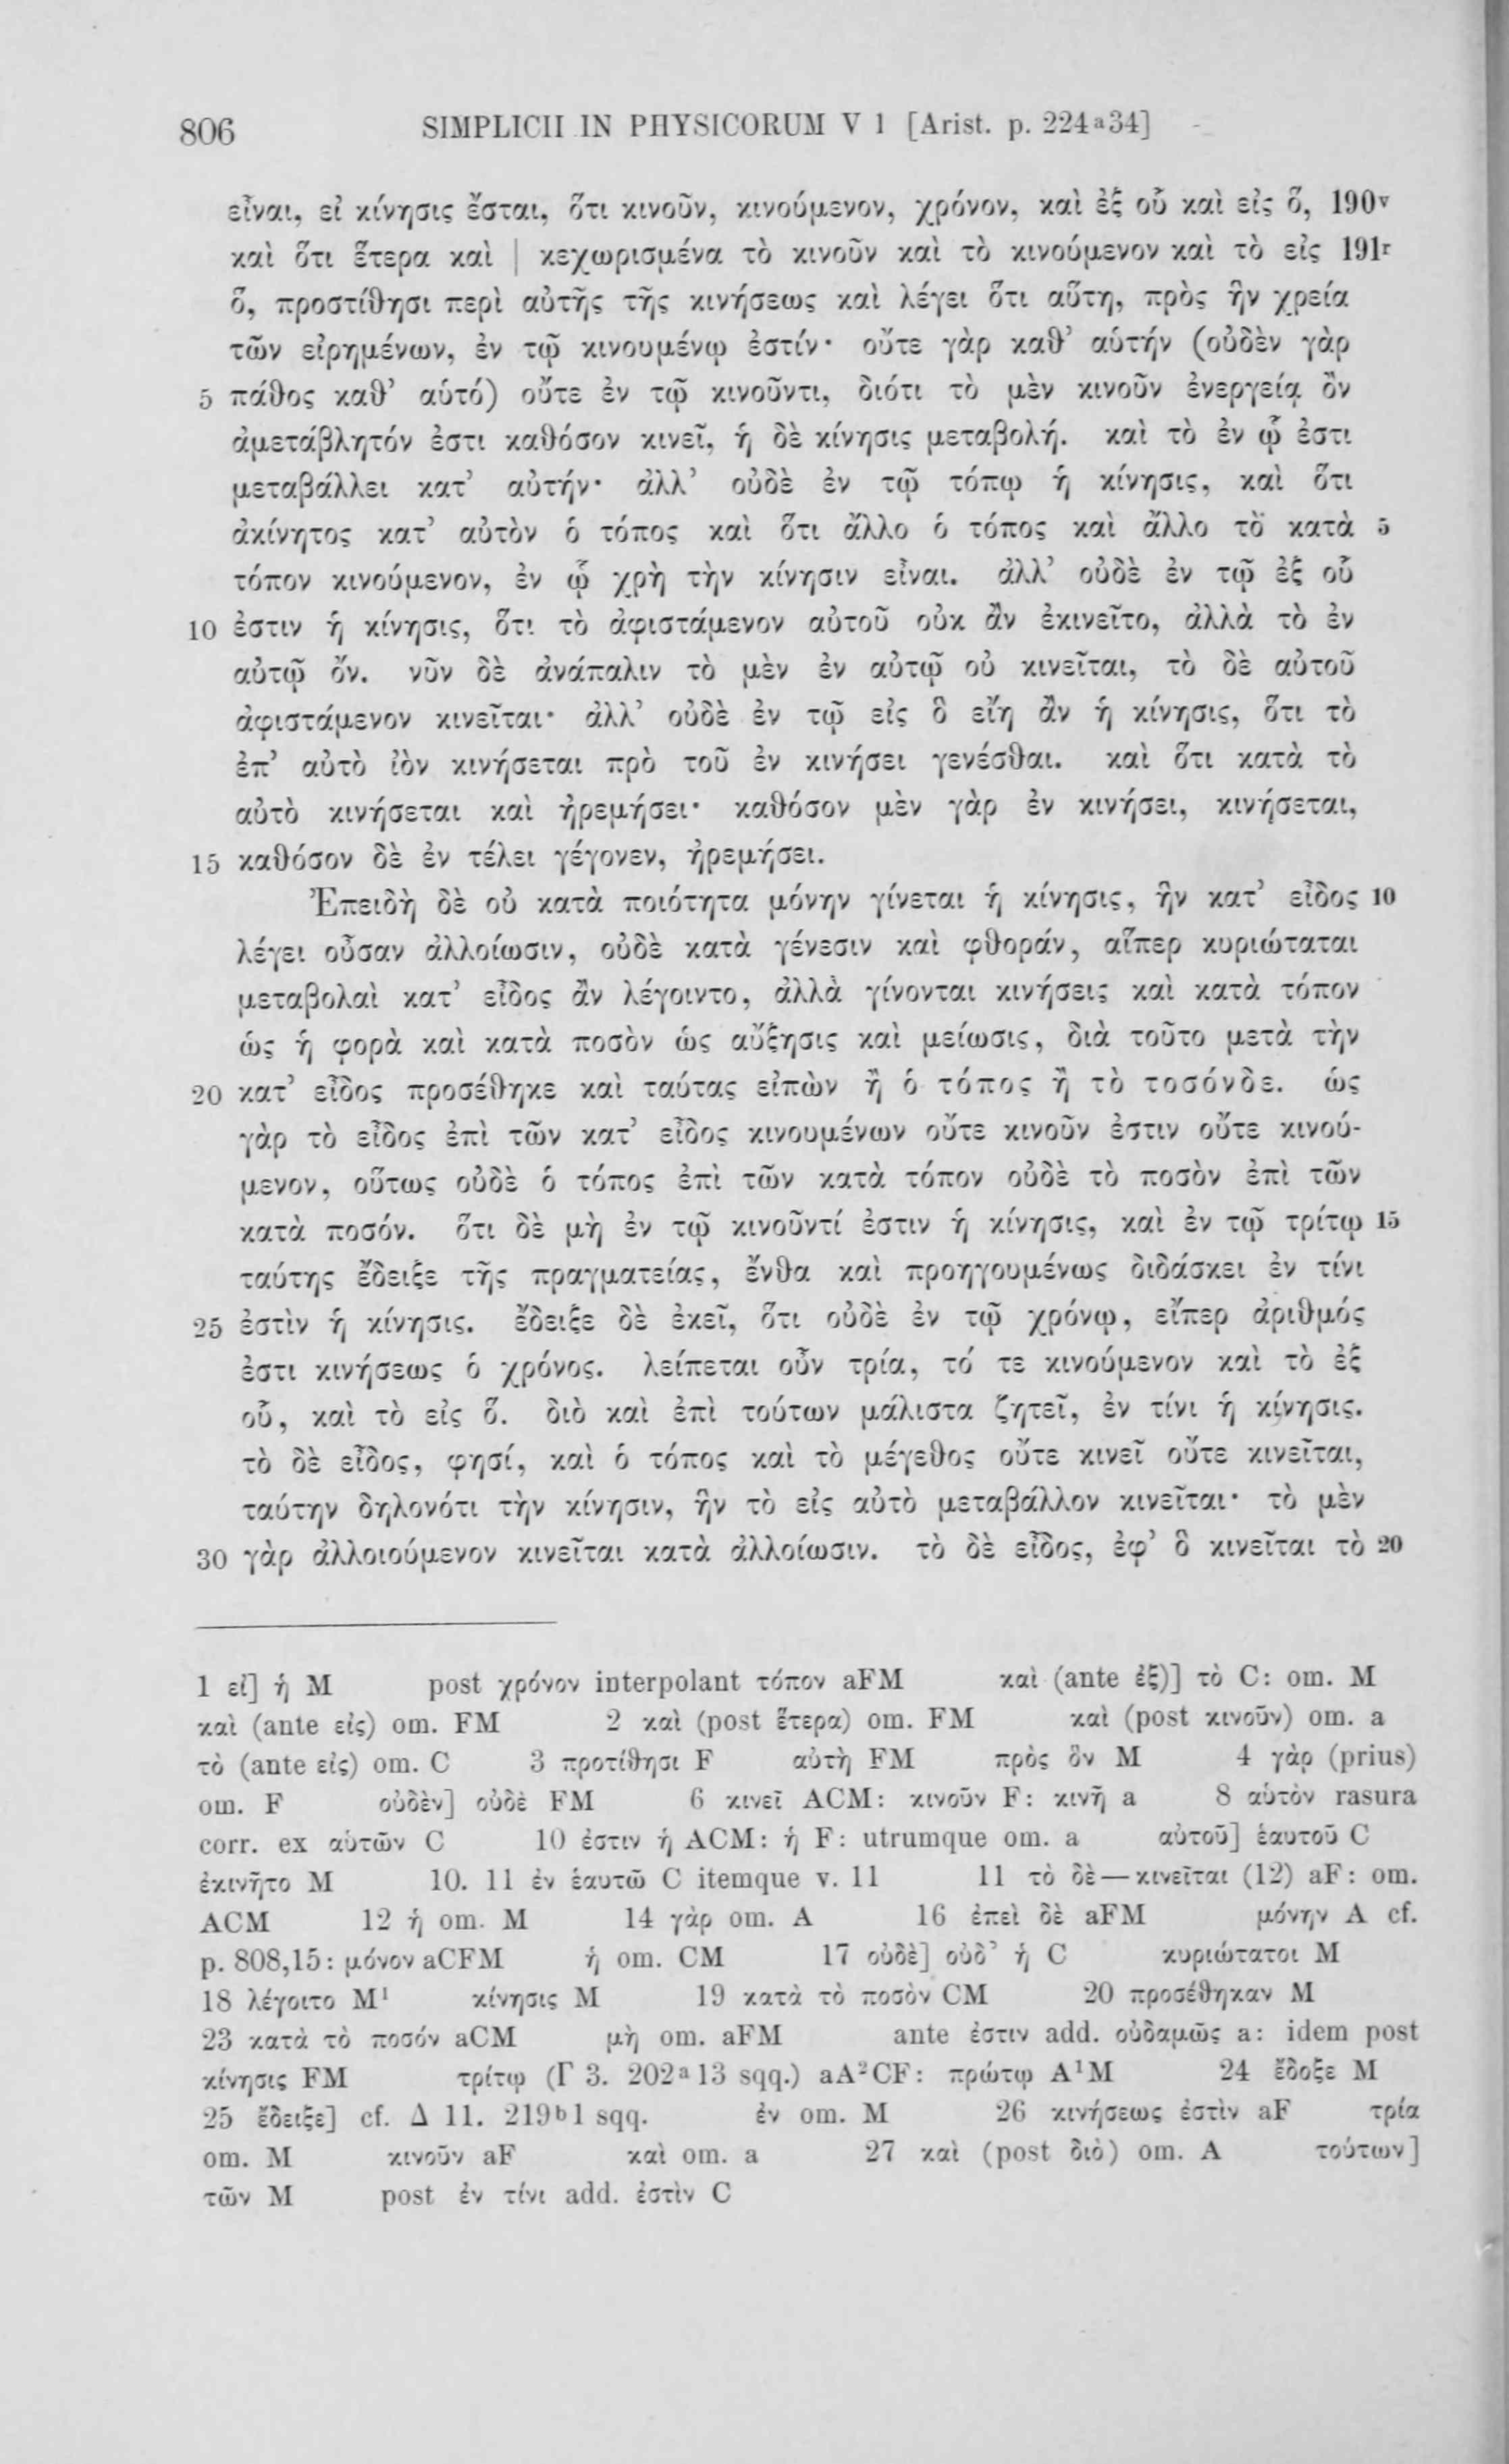 806 SIMPLICII IN PHYSICORUM V 1 [Arist. p. 224ᵃ34]
εἶναι, εἰ κίνησις ἔσται, ὅτι κινοῦν, κινούμενον, χρόνον, καὶ ἐξ οὗ καὶ εἰς ὅ, 190ᵛ
καὶ ὅτι ἕτερα καὶ | κεχωρισμένα τὸ κινοῦν καὶ τὸ κινούμενον καὶ τὸ εἰς 191ʳ
ὅ, προστίθησι περὶ αὐτῆς τῆς κινήσεως καὶ λέγει ὅτι αὕτη, πρὸς ἣν χρεία
τῶν εἰρημένων, ἐν τῷ κινουμένῳ ἐστίν· οὔτε γὰρ καθ’ αὑτήν (οὐδὲν γὰρ
5 πάθος καθ’ αὑτό) οὔτε ἐν τῷ κινοῦντι, διότι τὸ μὲν κινοῦν ἐνεργείᾳ ὂν
ἀμετάβλητόν ἐστι καθόσον κινεῖ, ἡ δὲ κίνησις μεταβολή. καὶ τὸ ἐν ᾧ ἐστι
μεταβάλλει κατ’ αὐτήν· ἀλλ’ οὐδὲ ἐν τῷ τόπῳ ἡ κίνησις, καὶ ὅτι
ἀκίνητος κατ’ αὐτὸν ὁ τόπος καὶ ὅτι ἄλλο ὁ τόπος καὶ ἄλλο τὸ κατὰ 5
τόπον κινούμενον, ἐν ᾧ χρὴ τὴν κίνησιν εἶναι. ἀλλ’ οὐδὲ ἐν τῷ ἐξ οὗ
10 ἐστιν ἡ κίνησις, ὅτι τὸ ἀφιστάμενον αὐτοῦ οὐκ ἂν ἐκινεῖτο, ἀλλὰ τὸ ἐν
αὐτῷ ὄν. νῦν δὲ ἀνάπαλιν τὸ μὲν ἐν αὐτῷ οὐ κινεῖται, τὸ δὲ αὐτοῦ
ἀφιστάμενον κινεῖται· ἀλλ’ οὐδὲ ἐν τῷ εἰς ὃ εἴη ἂν ἡ κίνησις, ὅτι τὸ
ἐπ’ αὐτὸ ἰὸν κινήσεται πρὸ τοῦ ἐν κινήσει γενέσθαι. καὶ ὅτι κατὰ τὸ
αὐτὸ κινήσεται καὶ ἠρεμήσει· καθόσον μὲν γὰρ ἐν κινήσει, κινήσεται,
15 καθόσον δὲ ἐν τέλει γέγονεν, ἠρεμήσει.
Ἐπειδὴ δὲ οὐ κατὰ ποιότητα μόνην γίνεται ἡ κίνησις, ἣν κατ’ εἶδος 10
λέγει οὖσαν ἀλλοίωσιν, οὐδὲ κατὰ γένεσιν καὶ φθοράν, αἵπερ κυριώταται
μεταβολαὶ κατ’ εἶδος ἂν λέγοιντο, ἀλλὰ γίνονται κινήσεις καὶ κατὰ τόπον
ὡς ἡ φορὰ καὶ κατὰ ποσὸν ὡς αὔξησις καὶ μείωσις, διὰ τοῦτο μετὰ τὴν
20 κατ’ εἶδος προσέθηκε καὶ ταύτας εἰπὼν ἢ ὁ τόπος ἢ τὸ τοσόνδε. ὡς
γὰρ τὸ εἶδος ἐπὶ τῶν κατ’ εἶδος κινουμένων οὔτε κινοῦν ἐστιν οὔτε κινού-
μενον, οὕτως οὐδὲ ὁ τόπος ἐπὶ τῶν κατὰ τόπον οὐδὲ τὸ ποσὸν ἐπὶ τῶν
κατὰ ποσόν. ὅτι δὲ μὴ ἐν τῷ κινοῦντί ἐστιν ἡ κίνησις, καὶ ἐν τῷ τρίτῳ 15
ταύτης ἔδειξε τῆς πραγματείας, ἔνθα καὶ προηγουμένως διδάσκει ἐν τίνι
25 ἐστὶν ἡ κίνησις. ἔδειξε δὲ ἐκεῖ, ὅτι οὐδὲ ἐν τῷ χρόνῳ, εἴπερ ἀριθμός
ἐστι κινήσεως ὁ χρόνος. λείπεται οὖν τρία, τό τε κινούμενον καὶ τὸ ἐξ
οὗ, καὶ τὸ εἰς ὅ. διὸ καὶ ἐπὶ τούτων μάλιστα ζητεῖ, ἐν τίνι ἡ κίνησις.
τὸ δὲ εἶδος, φησί, καὶ ὁ τόπος καὶ τὸ μέγεθος οὔτε κινεῖ οὔτε κινεῖται,
ταύτην δηλονότι τὴν κίνησιν, ἣν τὸ εἰς αὐτὸ μεταβάλλον κινεῖται· τὸ μὲν
30 γὰρ ἀλλοιούμενον κινεῖται κατὰ ἀλλοίωσιν. τὸ δὲ εἶδος, ἐφ’ ὃ κινεῖται τὸ 20
1 εἰ] ἡ M post χρόνον interpolant τόπον aFM καὶ (ante ἐξ)] τὸ C: om. M
καὶ (ante εἰς) om. FM 2 καὶ (post ἕτερα) om. FM καὶ (post κινοῦν) om. a
τὸ (ante εἰς) om. C 3 προτίθησι F αὐτὴ FM πρὸς ὃν M 4 γὰρ (prius)
om. F οὐδὲν] οὐδὲ FM 6 κινεῖ ACM: κινοῦν F: κινῇ a 8 αὐτὸν rasura
corr. ex αὐτῶν C 10 ἐστιν ἡ ACM: ἡ F: utrumque om. a αὐτοῦ] ἑαυτοῦ C
ἐκινῆτο M 10. 11 ἐν ἑαυτῶ C itemque v. 11 11 τὸ δὲ — κινεῖται (12) aF: om.
ACM 12 ἡ om. M 14 γὰρ om. A 16 ἐπεὶ δὲ aFM μόνην A cf.
p. 808,15: μόνον aCFM ἡ om. CM 17 οὐδὲ] οὐδ’ ἡ C κυριώτατοι M
18 λέγοιτο M¹ κίνησις M 19 κατὰ τὸ ποσὸν CM 20 προσέθηκαν M
23 κατὰ τὸ ποσόν aCM μὴ om. aFM ante ἐστιν add. οὐδαμῶς a: idem post
κίνησις FM τρίτῳ (Γ 3. 202ᵃ13 sqq.) aA²CF: πρώτῳ A¹M 24 ἔδοξε M
25 ἔδειξε] cf. Δ 11. 219ᵇ1 sqq. ἐν om. M 26 κινήσεως ἐστὶν aF τρία
om. M κινοῦν aF καὶ om. a 27 καὶ (post διὸ) om. A τούτων]
τῶν M post ἐν τίνι add. ἐστὶν C